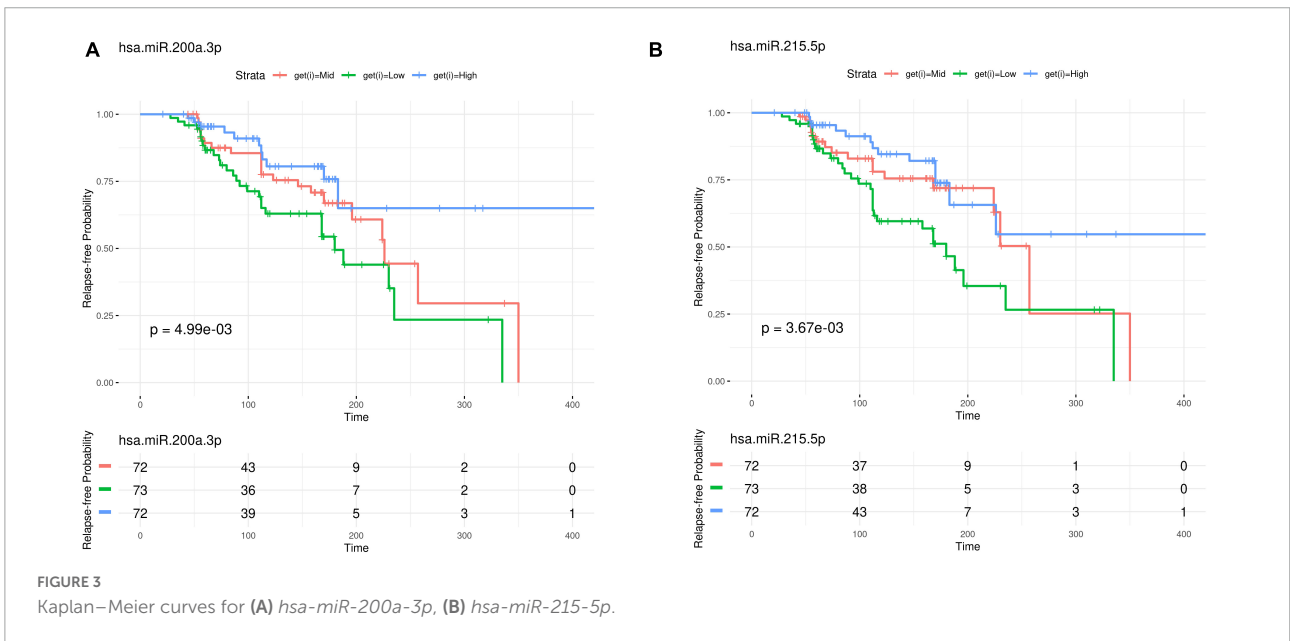 A hsa.miR.200a.3p
Strata get(i)=Mid get(i)=Low get(i)=High
1.00
0.75
0.50
0.25
0.00
Relapse-free Probability
p = 4.99e-03
0 100 200 300 400
Time
hsa.miR.200a.3p
Relapse-free Probability
72 43 9 2 0
73 36 7 2 0
72 39 5 3 1
0 100 200 300 400
Time
B hsa.miR.215.5p
Strata get(i)=Mid get(i)=Low get(i)=High
1.00
0.75
0.50
0.25
0.00
Relapse-free Probability
p = 3.67e-03
0 100 200 300 400
Time
hsa.miR.215.5p
Relapse-free Probability
72 37 9 1 0
73 38 5 3 0
72 43 7 3 1
0 100 200 300 400
Time
FIGURE 3
Kaplan–Meier curves for (A) hsa-miR-200a-3p, (B) hsa-miR-215-5p.